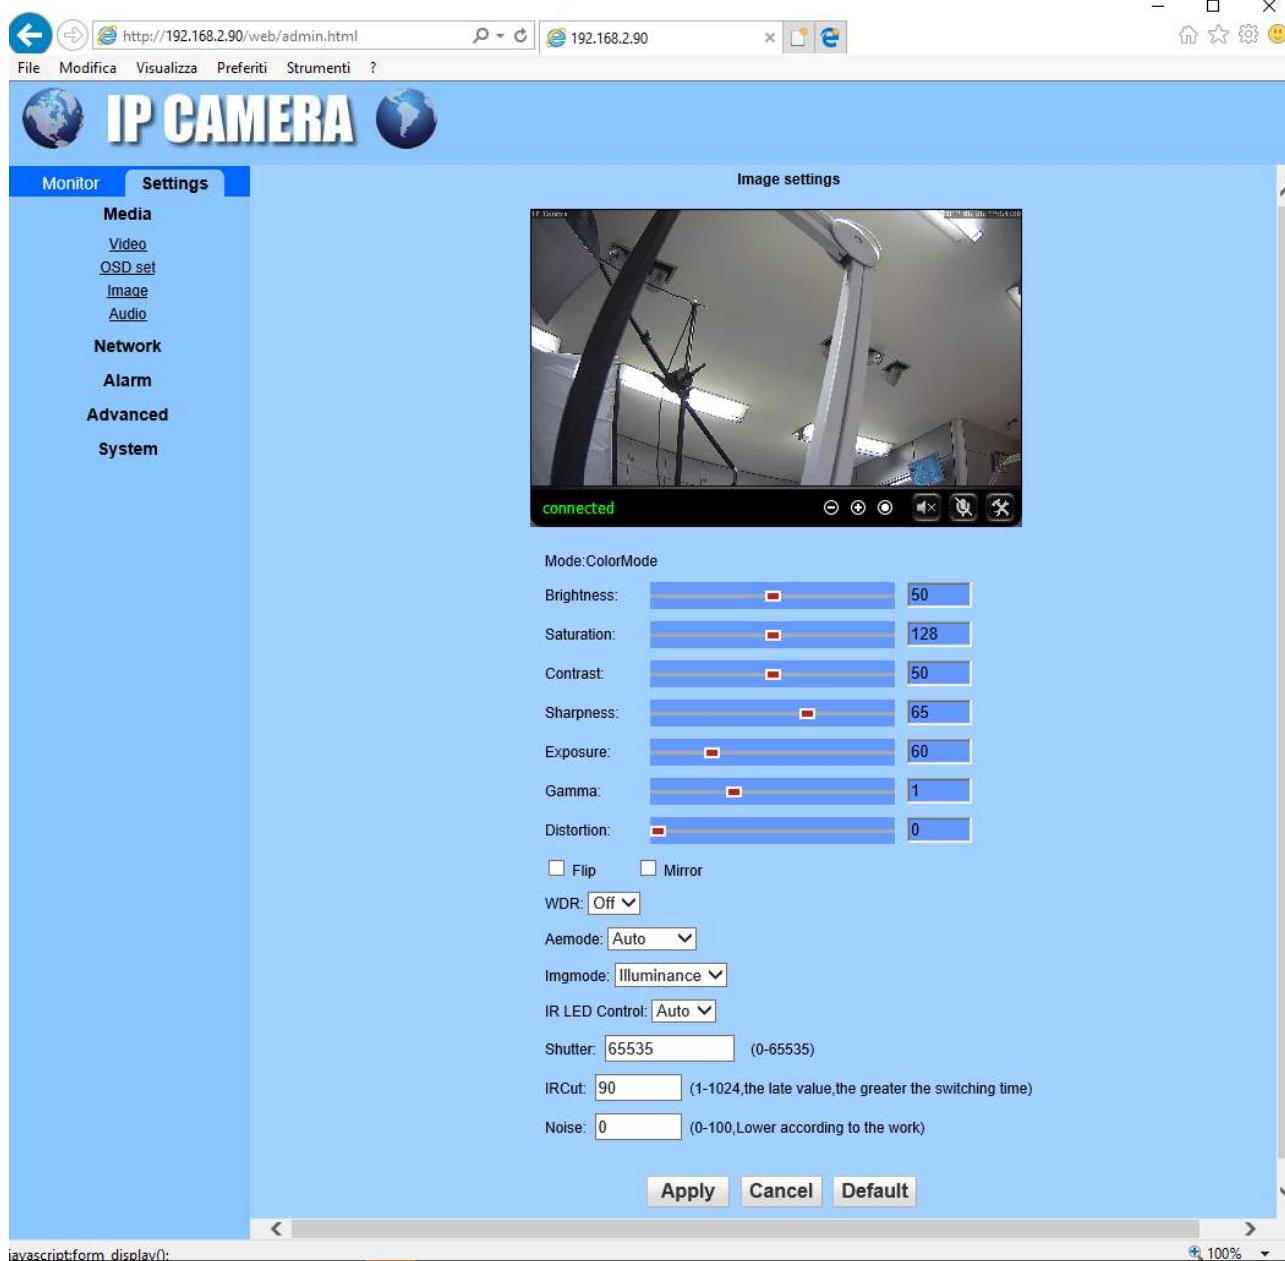 http://192.168.2.90/web/admin.html
192.168.2.90
File Modifica Visualizza Preferiti Strumenti ?
IP CAMERA
Monitor Settings
Image settings
Media
Video
OSD set
Image
Audio
Network
Alarm
Advanced
System
IP Camera
connected
Mode:ColorMode
Brightness: 50
Saturation: 128
Contrast: 50
Sharpness: 65
Exposure: 60
Gamma: 1
Distortion: 0
Flip Mirror
WDR: Off
Aemode: Auto
Imgmode: Illuminance
IR LED Control: Auto
Shutter: 65535 (0-65535)
IRCut: 90 (1-1024,the late value,the greater the switching time)
Noise: 0 (0-100,Lower according to the work)
Apply Cancel Default
javascript:form_display();
100%